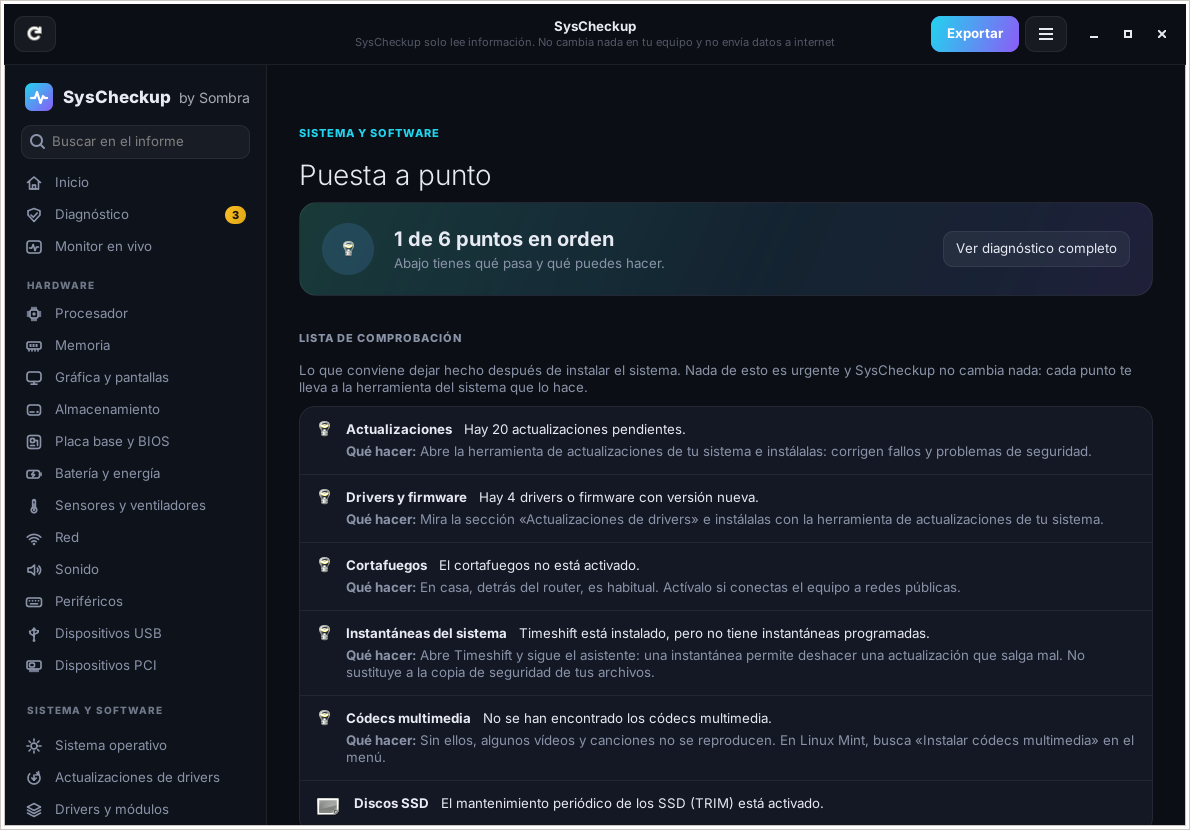 SysCheckup
SysCheckup solo lee información. No cambia nada en tu equipo y no envía datos a internet
Exportar
SysCheckup by Sombra
Buscar en el informe
Inicio
Diagnóstico 3
Monitor en vivo
HARDWARE
Procesador
Memoria
Gráfica y pantallas
Almacenamiento
Placa base y BIOS
Batería y energía
Sensores y ventiladores
Red
Sonido
Periféricos
Dispositivos USB
Dispositivos PCI
SISTEMA Y SOFTWARE
Sistema operativo
Actualizaciones de drivers
Drivers y módulos
SISTEMA Y SOFTWARE
Puesta a punto
1 de 6 puntos en orden
Abajo tienes qué pasa y qué puedes hacer.
Ver diagnóstico completo
LISTA DE COMPROBACIÓN
Lo que conviene dejar hecho después de instalar el sistema. Nada de esto es urgente y SysCheckup no cambia nada: cada punto te
lleva a la herramienta del sistema que lo hace.
Actualizaciones Hay 20 actualizaciones pendientes.
Qué hacer: Abre la herramienta de actualizaciones de tu sistema e instálalas: corrigen fallos y problemas de seguridad.
Drivers y firmware Hay 4 drivers o firmware con versión nueva.
Qué hacer: Mira la sección «Actualizaciones de drivers» e instálalas con la herramienta de actualizaciones de tu sistema.
Cortafuegos El cortafuegos no está activado.
Qué hacer: En casa, detrás del router, es habitual. Actívalo si conectas el equipo a redes públicas.
Instantáneas del sistema Timeshift está instalado, pero no tiene instantáneas programadas.
Qué hacer: Abre Timeshift y sigue el asistente: una instantánea permite deshacer una actualización que salga mal. No
sustituye a la copia de seguridad de tus archivos.
Códecs multimedia No se han encontrado los códecs multimedia.
Qué hacer: Sin ellos, algunos vídeos y canciones no se reproducen. En Linux Mint, busca «Instalar códecs multimedia» en el
menú.
Discos SSD El mantenimiento periódico de los SSD (TRIM) está activado.